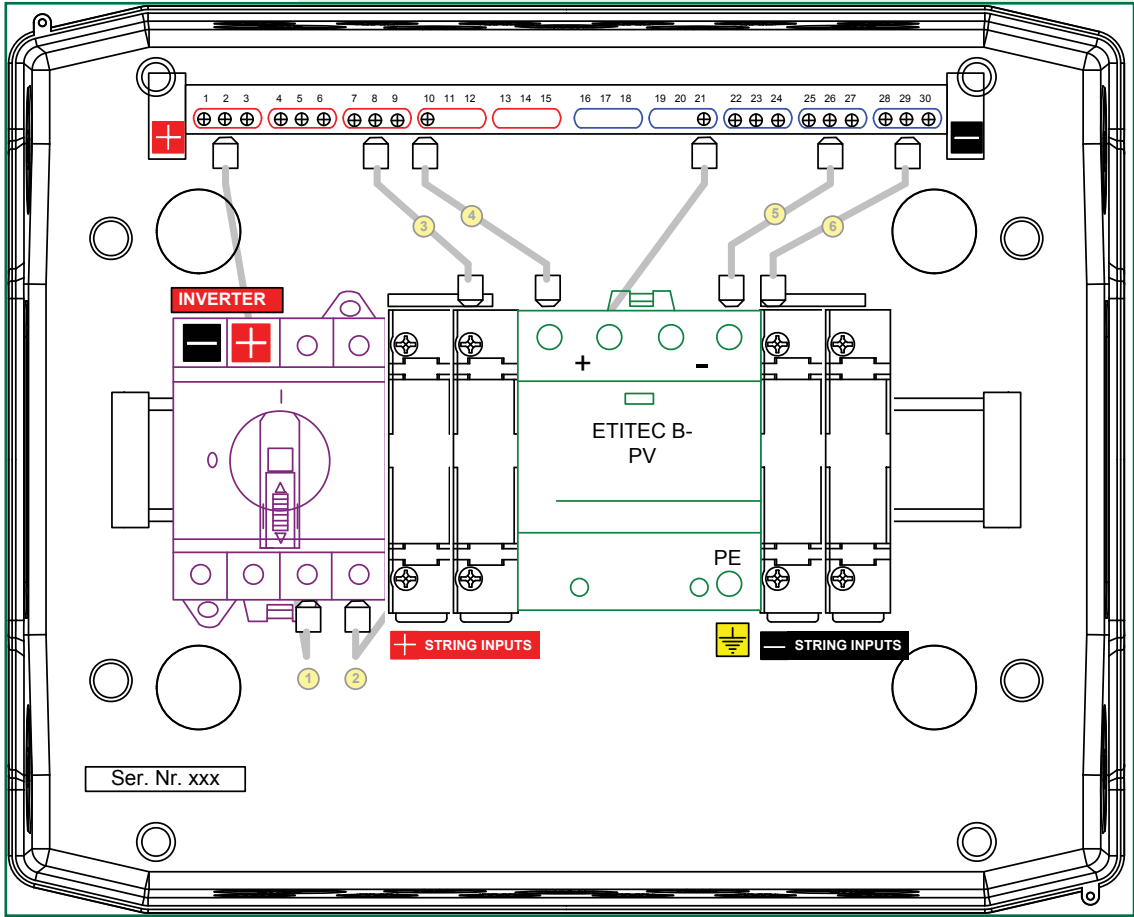 1 2 3 4 5 6 7 8 9 10 11 12 13 14 15 16 17 18 19 20 21 22 23 24 25 26 27 28 29 30
+ −
3 4 5 6
INVERTER
− +
+ −
I
O
ETITEC B-
PV
PE
+ STRING INPUTS
− STRING INPUTS
1 2
Ser. Nr. xxx